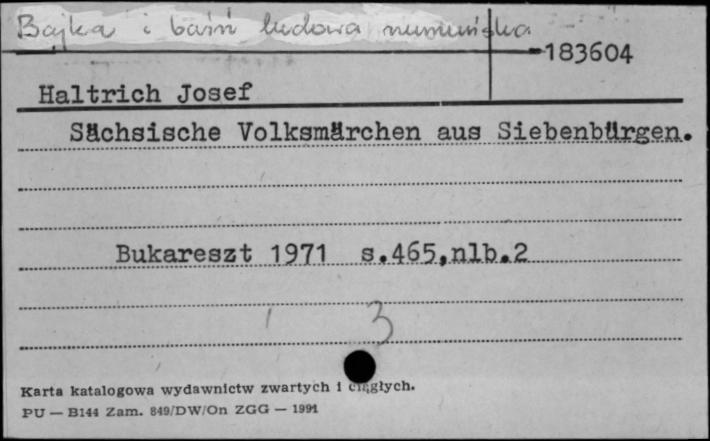 Bajka i baśń ludowa rumuńska
-183604
Haltrich Josef
Sächsische Volksmärchen aus Siebenbürgen.
Bukareszt 1971 s.465,nlb.2
3
Karta katalogowa wydawnictw zwartych i ciągłych.
PU — B144 Zam. 849/DW/On ZGG — 1991